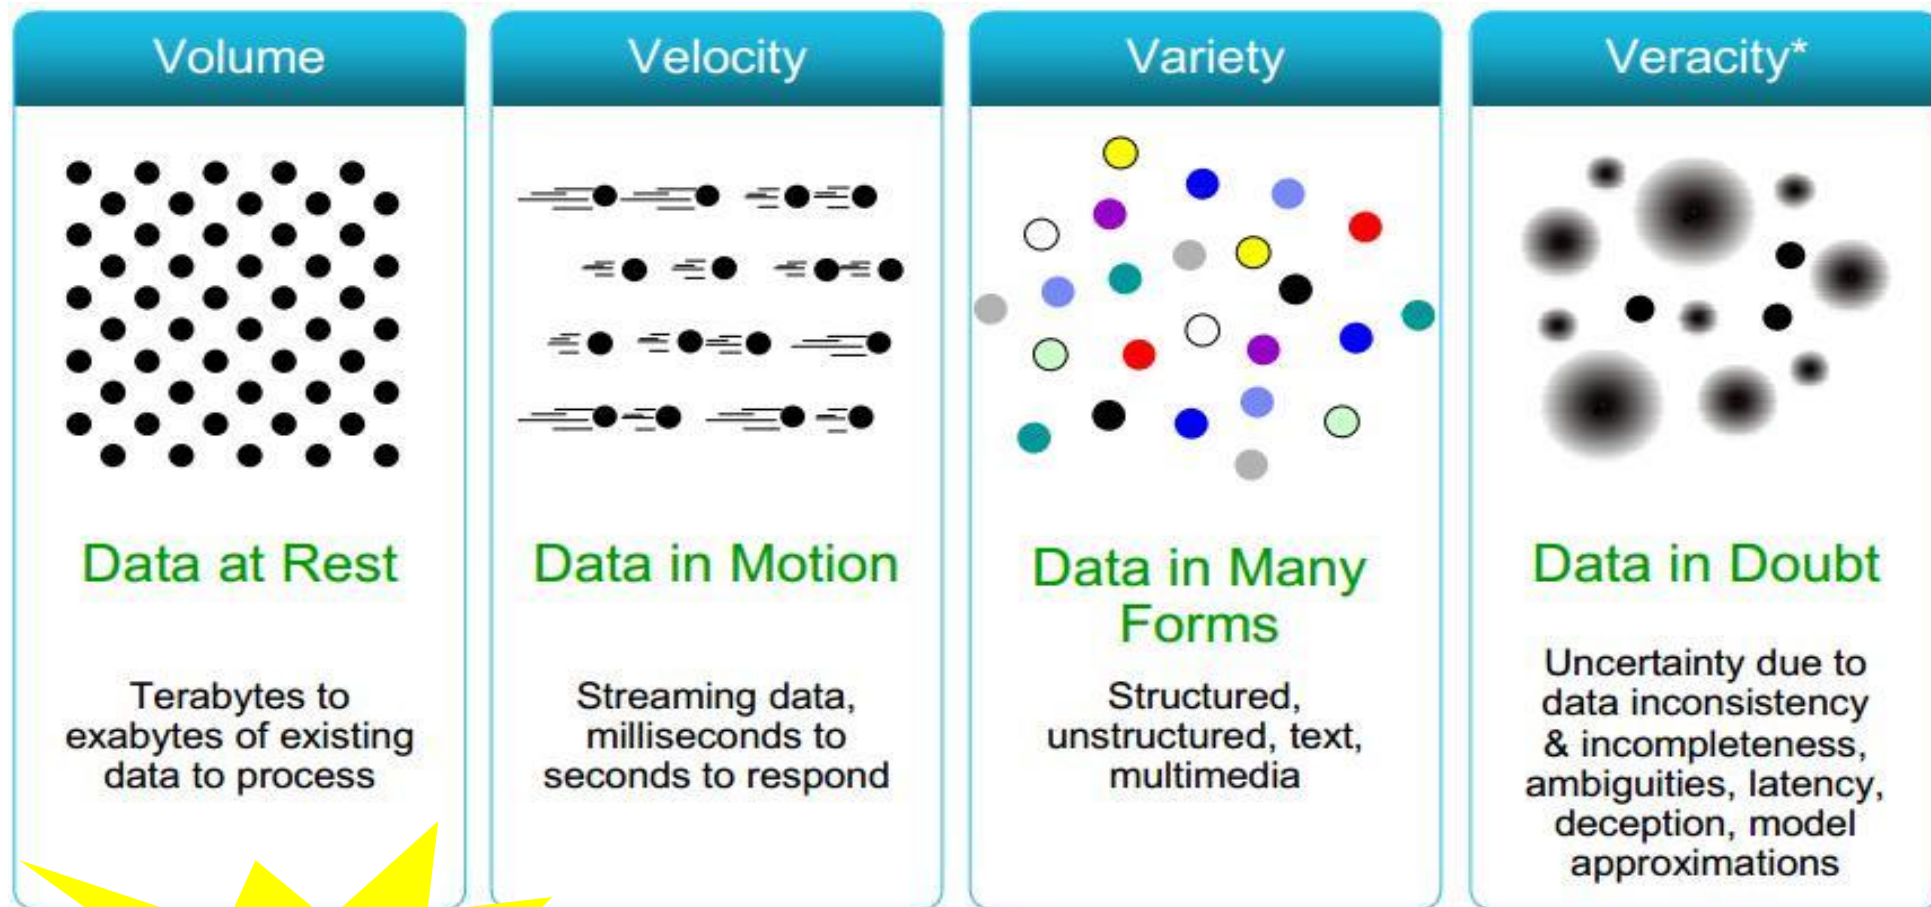 Volume
Data at Rest
Terabytes to
exabytes of existing
data to process
Velocity
Data in Motion
Streaming data,
milliseconds to
seconds to respond
Variety
Data in Many
Forms
Structured,
unstructured, text,
multimedia
Veracity*
Data in Doubt
Uncertainty due to
data inconsistency
& incompleteness,
ambiguities, latency,
deception, model
approximations